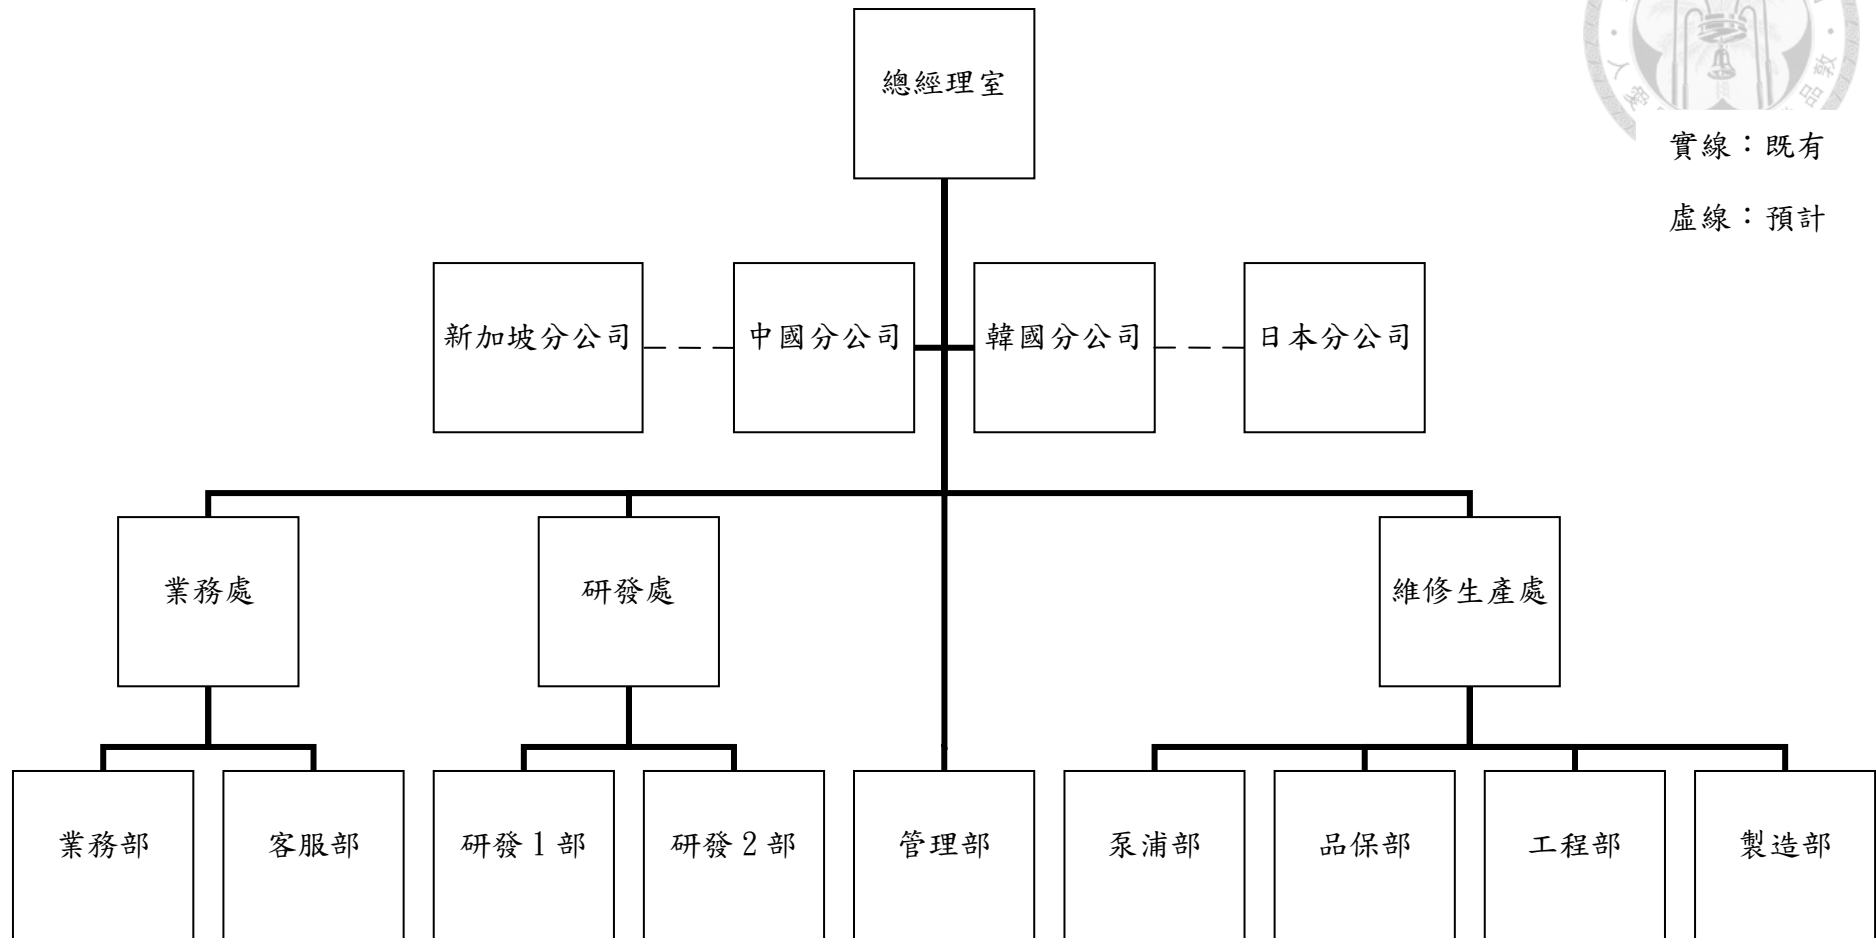 總經理室
實線：既有
虛線：預計
新加坡分公司
中國分公司
韓國分公司
日本分公司
業務處
研發處
維修生產處
業務部
客服部
研發1部
研發2部
管理部
泵浦部
品保部
工程部
製造部